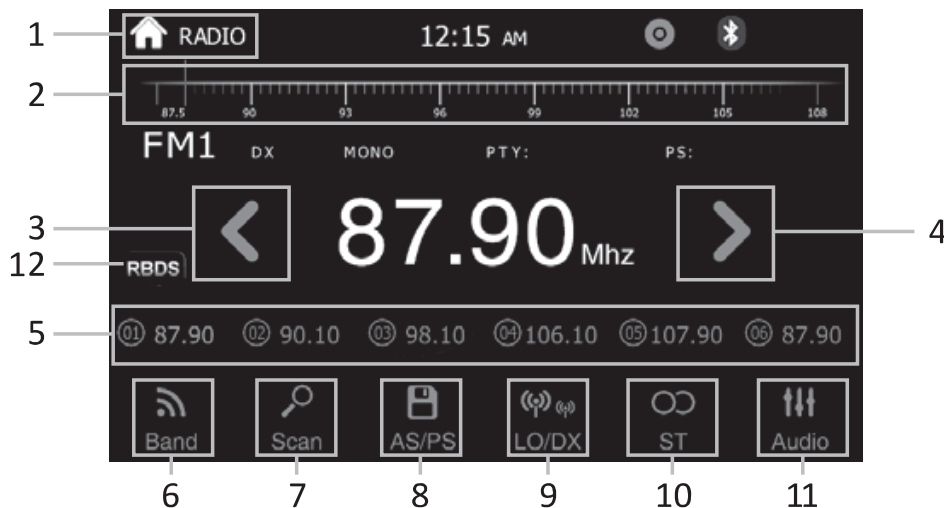 1 RADIO 12:15 AM
2
87.5 90 93 96 99 102 105 108
FM1 DX MONO PTY: PS:
3 87.90 Mhz 4
12 RBDS
5 01 87.90 02 90.10 03 98.10 04 106.10 05 107.90 06 87.90
Band Scan AS/PS LO/DX ST Audio
6 7 8 9 10 11